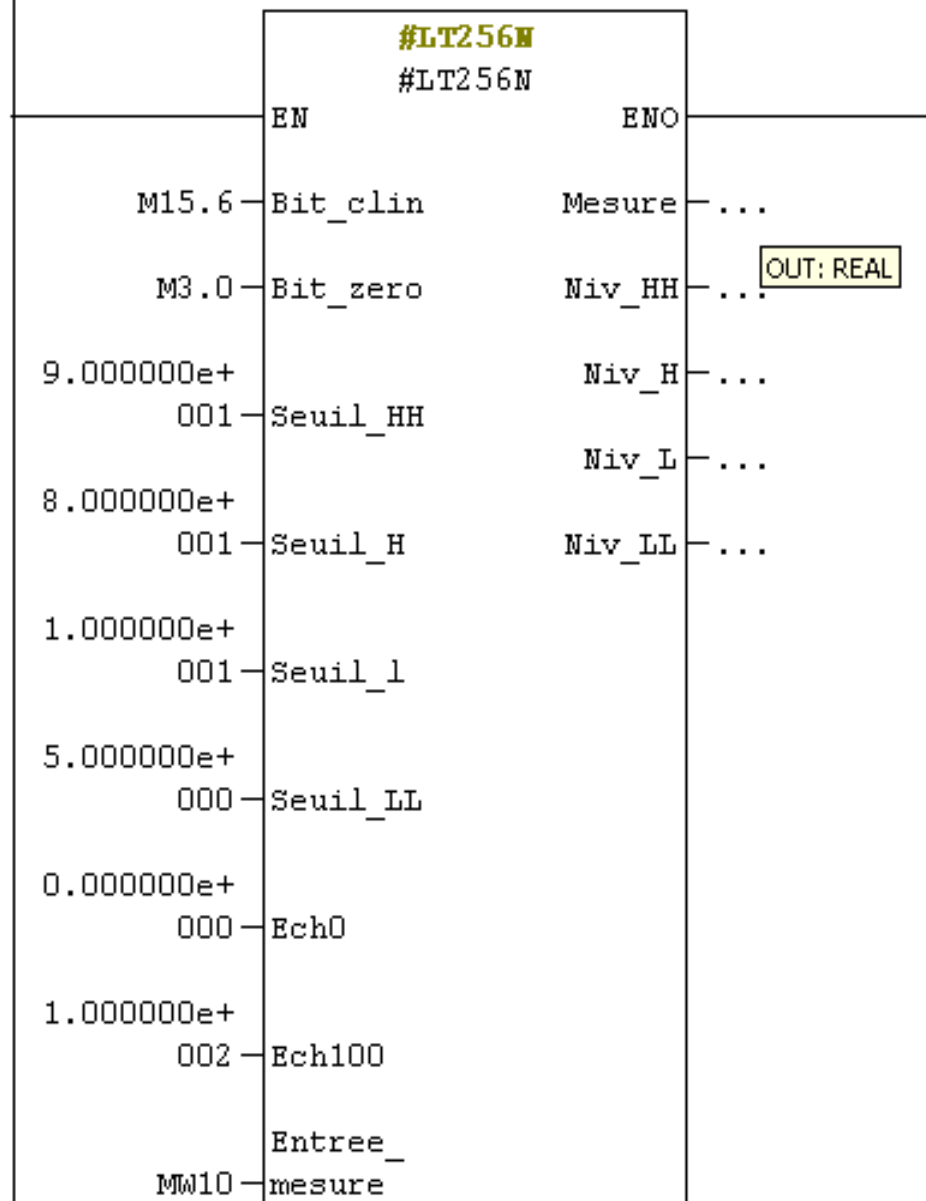 #LT256N
#LT256N
EN ENO
M15.6 Bit_clin Mesure ...
OUT: REAL
M3.0 Bit_zero Niv_HH ...
9.000000e+ Niv_H ...
001 Seuil_HH
Niv_L ...
8.000000e+
001 Seuil_H Niv_LL ...
1.000000e+
001 Seuil_l
5.000000e+
000 Seuil_LL
0.000000e+
000 Ech0
1.000000e+
002 Ech100
Entree_
MW10 mesure